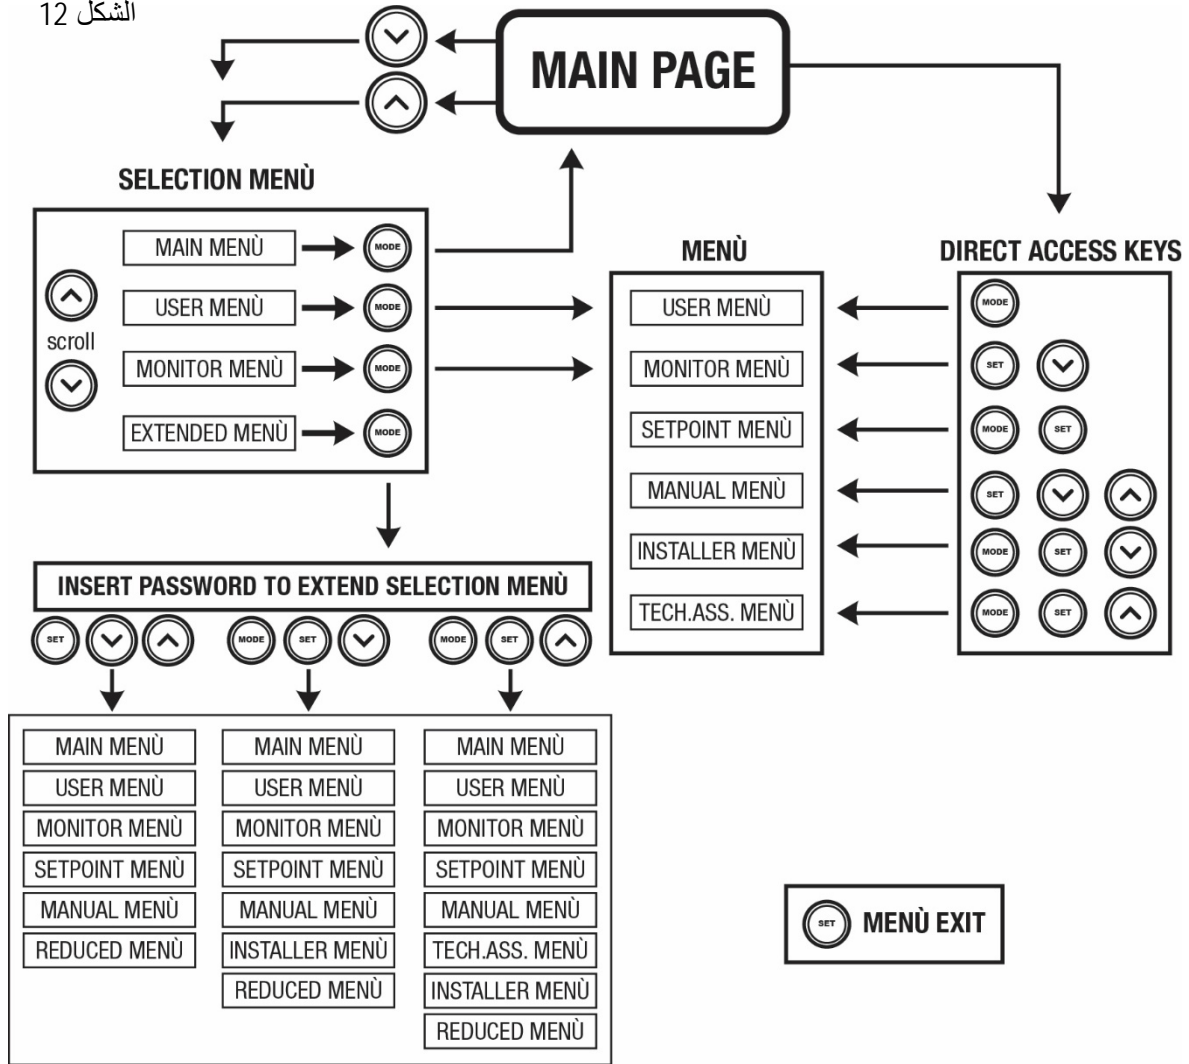 الشكل 12
MAIN PAGE
SELECTION MENÙ
scroll
MAIN MENÙ MODE
USER MENÙ MODE
MONITOR MENÙ MODE
EXTENDED MENÙ MODE
MENÙ
USER MENÙ
MONITOR MENÙ
SETPOINT MENÙ
MANUAL MENÙ
INSTALLER MENÙ
TECH.ASS. MENÙ
DIRECT ACCESS KEYS
MODE
SET
MODE SET
SET
MODE SET
MODE SET
INSERT PASSWORD TO EXTEND SELECTION MENÙ
SET MODE SET MODE SET
MAIN MENÙ
USER MENÙ
MONITOR MENÙ
SETPOINT MENÙ
MANUAL MENÙ
REDUCED MENÙ
MAIN MENÙ
USER MENÙ
MONITOR MENÙ
SETPOINT MENÙ
MANUAL MENÙ
INSTALLER MENÙ
REDUCED MENÙ
MAIN MENÙ
USER MENÙ
MONITOR MENÙ
SETPOINT MENÙ
MANUAL MENÙ
TECH.ASS. MENÙ
INSTALLER MENÙ
REDUCED MENÙ
SET MENÙ EXIT